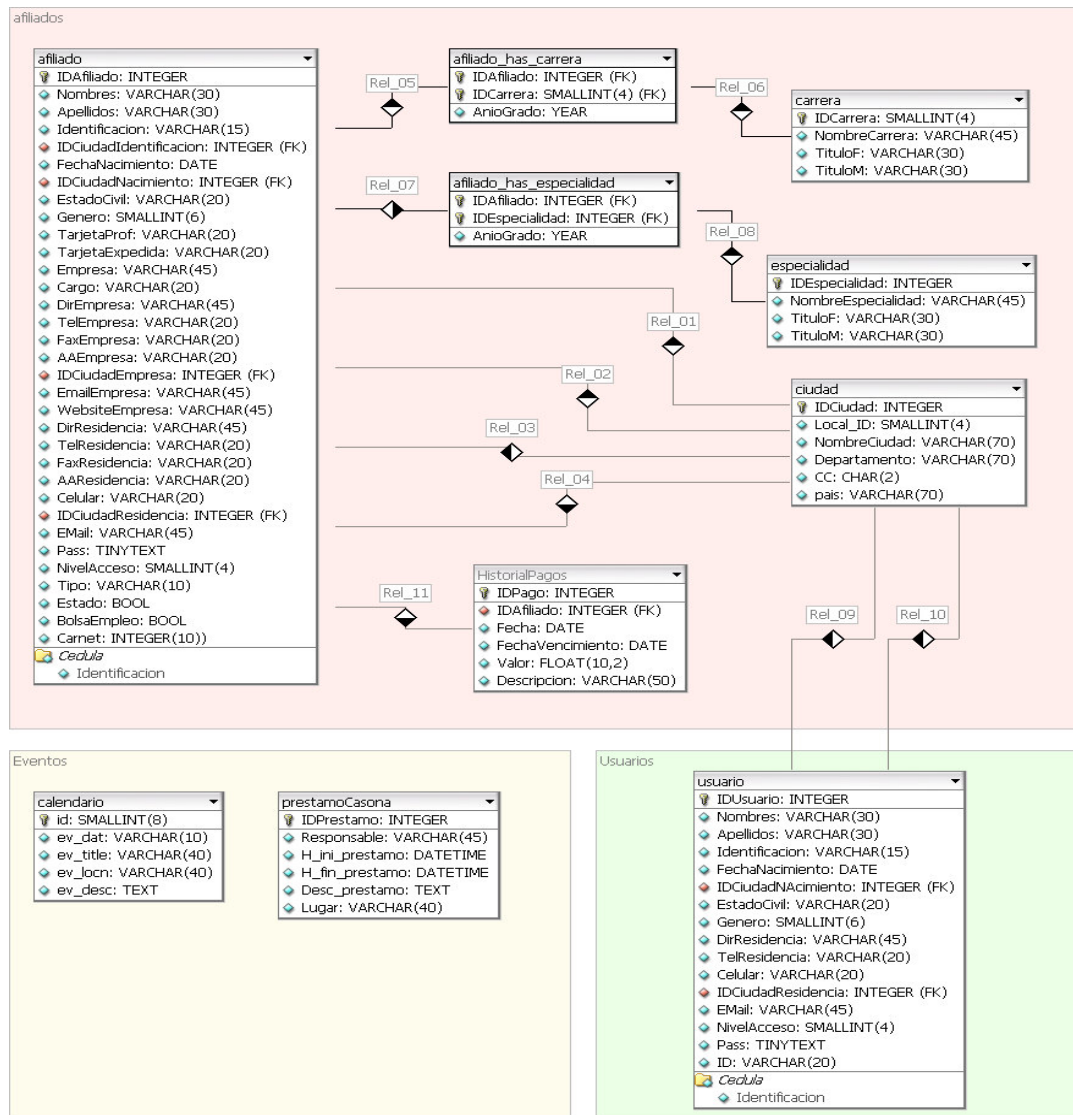 afiliados
afiliado
IDAfiliado: INTEGER
Nombres: VARCHAR(30)
Apellidos: VARCHAR(30)
Identificacion: VARCHAR(15)
IDCiudadIdentificacion: INTEGER (FK)
FechaNacimiento: DATE
IDCiudadNacimiento: INTEGER (FK)
EstadoCivil: VARCHAR(20)
Genero: SMALLINT(6)
TarjetaProf: VARCHAR(20)
TarjetaExpedida: VARCHAR(20)
Empresa: VARCHAR(45)
Cargo: VARCHAR(20)
DirEmpresa: VARCHAR(45)
TelEmpresa: VARCHAR(20)
FaxEmpresa: VARCHAR(20)
AAEmpresa: VARCHAR(20)
IDCiudadEmpresa: INTEGER (FK)
EmailEmpresa: VARCHAR(45)
WebsiteEmpresa: VARCHAR(45)
DirResidencia: VARCHAR(45)
TelResidencia: VARCHAR(20)
FaxResidencia: VARCHAR(20)
AAResidencia: VARCHAR(20)
Celular: VARCHAR(20)
IDCiudadResidencia: INTEGER (FK)
EMail: VARCHAR(45)
Pass: TINYTEXT
NivelAcceso: SMALLINT(4)
Tipo: VARCHAR(10)
Estado: BOOL
BolsaEmpleo: BOOL
Carnet: INTEGER(10))
Cedula
Identificacion
Rel_05
afiliado_has_carrera
IDAfiliado: INTEGER (FK)
IDCarrera: SMALLINT(4) (FK)
AnioGrado: YEAR
Rel_06
carrera
IDCarrera: SMALLINT(4)
NombreCarrera: VARCHAR(45)
TituloF: VARCHAR(30)
TituloM: VARCHAR(30)
Rel_07
afiliado_has_especialidad
IDAfiliado: INTEGER (FK)
IDEspecialidad: INTEGER (FK)
AnioGrado: YEAR
Rel_08
especialidad
IDEspecialidad: INTEGER
NombreEspecialidad: VARCHAR(45)
TituloF: VARCHAR(30)
TituloM: VARCHAR(30)
Rel_01
Rel_02
Rel_03
Rel_04
ciudad
IDCiudad: INTEGER
Local_ID: SMALLINT(4)
NombreCiudad: VARCHAR(70)
Departamento: VARCHAR(70)
CC: CHAR(2)
pais: VARCHAR(70)
Rel_11
HistorialPagos
IDPago: INTEGER
IDAfiliado: INTEGER (FK)
Fecha: DATE
FechaVencimiento: DATE
Valor: FLOAT(10,2)
Descripcion: VARCHAR(50)
Rel_09
Rel_10
Eventos
calendario
id: SMALLINT(8)
ev_dat: VARCHAR(10)
ev_title: VARCHAR(40)
ev_locn: VARCHAR(40)
ev_desc: TEXT
prestamoCasona
IDPrestamo: INTEGER
Responsable: VARCHAR(45)
H_ini_prestamo: DATETIME
H_fin_prestamo: DATETIME
Desc_prestamo: TEXT
Lugar: VARCHAR(40)
Usuarios
usuario
IDUsuario: INTEGER
Nombres: VARCHAR(30)
Apellidos: VARCHAR(30)
Identificacion: VARCHAR(15)
FechaNacimiento: DATE
IDCiudadNAcimiento: INTEGER (FK)
EstadoCivil: VARCHAR(20)
Genero: SMALLINT(6)
DirResidencia: VARCHAR(45)
TelResidencia: VARCHAR(20)
Celular: VARCHAR(20)
IDCiudadResidencia: INTEGER (FK)
EMail: VARCHAR(45)
NivelAcceso: SMALLINT(4)
Pass: TINYTEXT
ID: VARCHAR(20)
Cedula
Identificacion